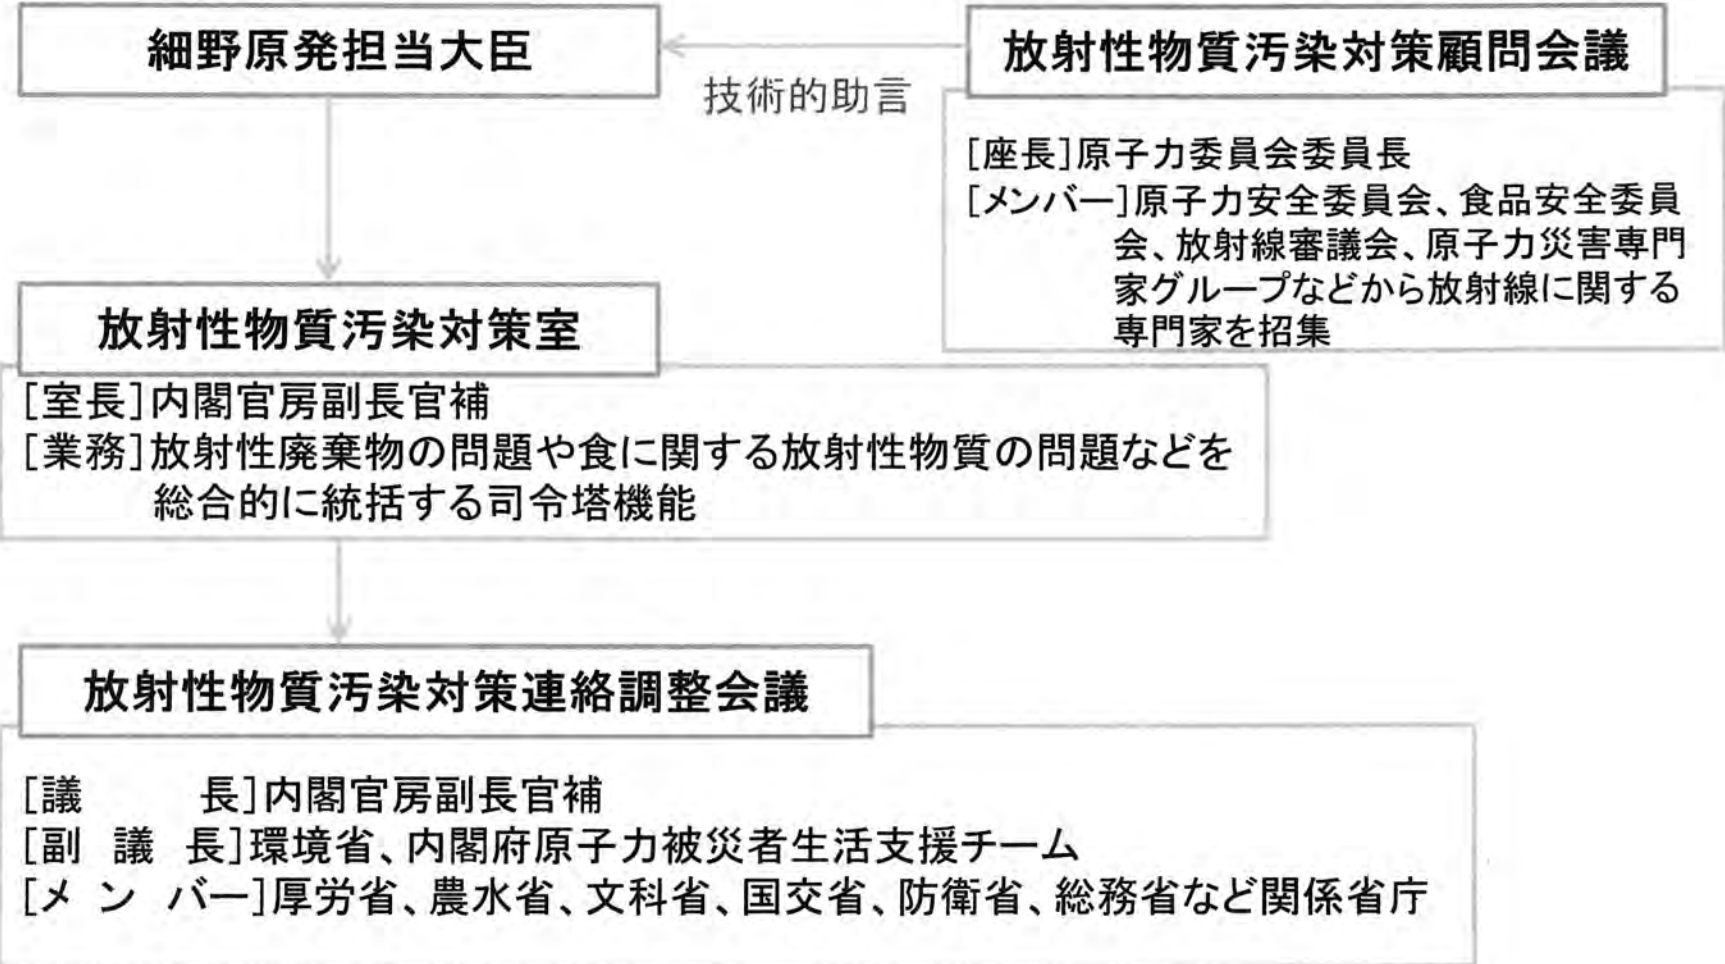 細野原発担当大臣
放射性物質汚染対策顧問会議
技術的助言
[座長]原子力委員会委員長
[メンバー]原子力安全委員会、食品安全委員
会、放射線審議会、原子力災害専門
家グループなどから放射線に関する
専門家を招集
放射性物質汚染対策室
[室長]内閣官房副長官補
[業務]放射性廃棄物の問題や食に関する放射性物質の問題などを
総合的に統括する司令塔機能
放射性物質汚染対策連絡調整会議
[議　　　長]内閣官房副長官補
[副　議　長]環境省、内閣府原子力被災者生活支援チーム
[メ　ン　バー]厚労省、農水省、文科省、国交省、防衛省、総務省など関係省庁